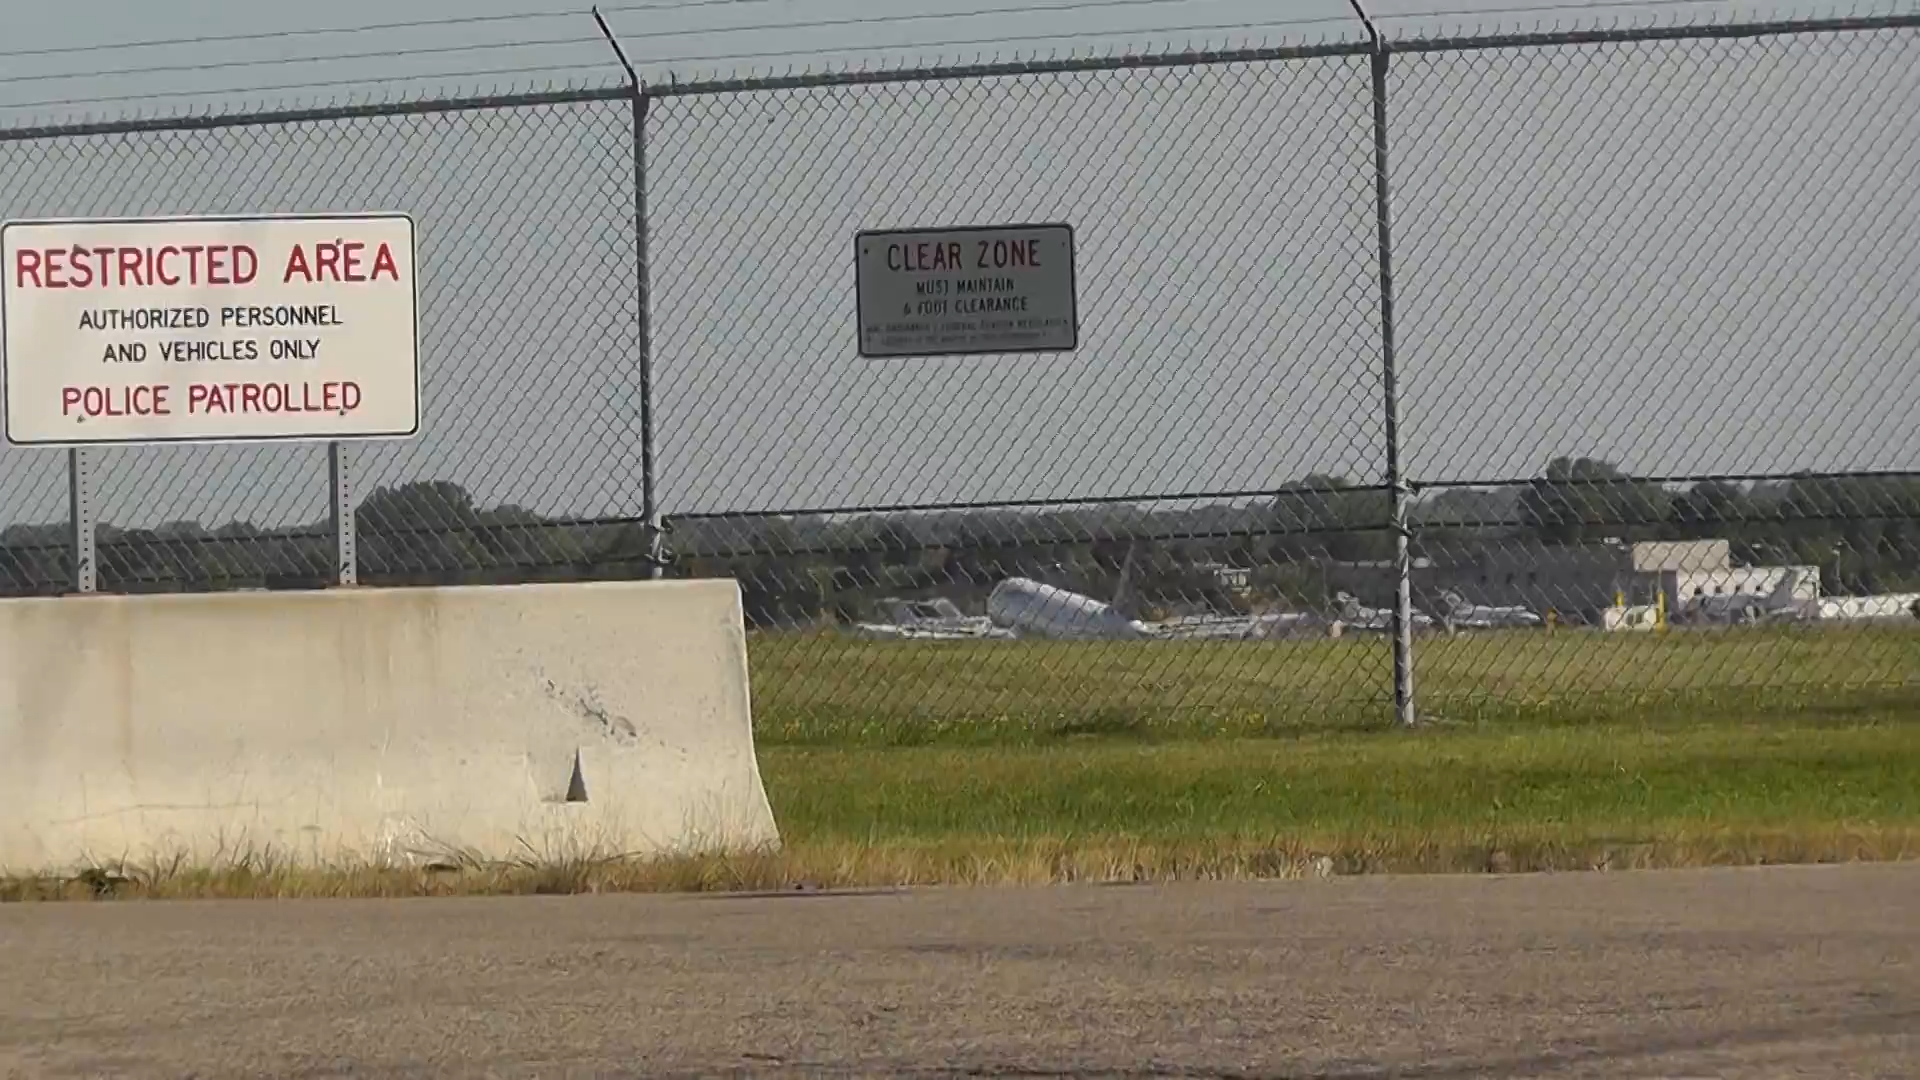 RESTRICTED AREA
AUTHORIZED PERSONNEL
AND VEHICLES ONLY
POLICE PATROLLED
CLEAR ZONE
MUST MAINTAIN
6 FOOT CLEARANCE